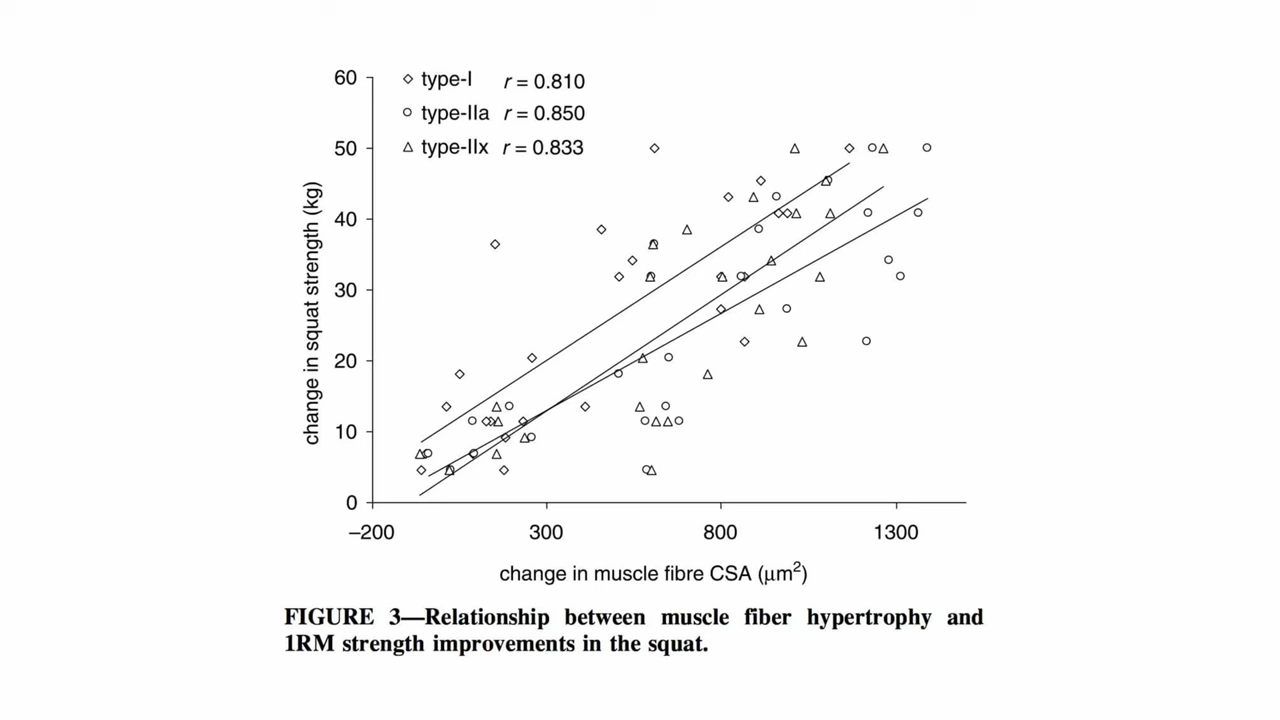 60
type-I r = 0.810
type-IIa r = 0.850
50
type-IIx r = 0.833
40
30
20
10
0
change in squat strength (kg)
–200 300 800 1300
change in muscle fibre CSA (μm²)
FIGURE 3—Relationship between muscle fiber hypertrophy and
1RM strength improvements in the squat.